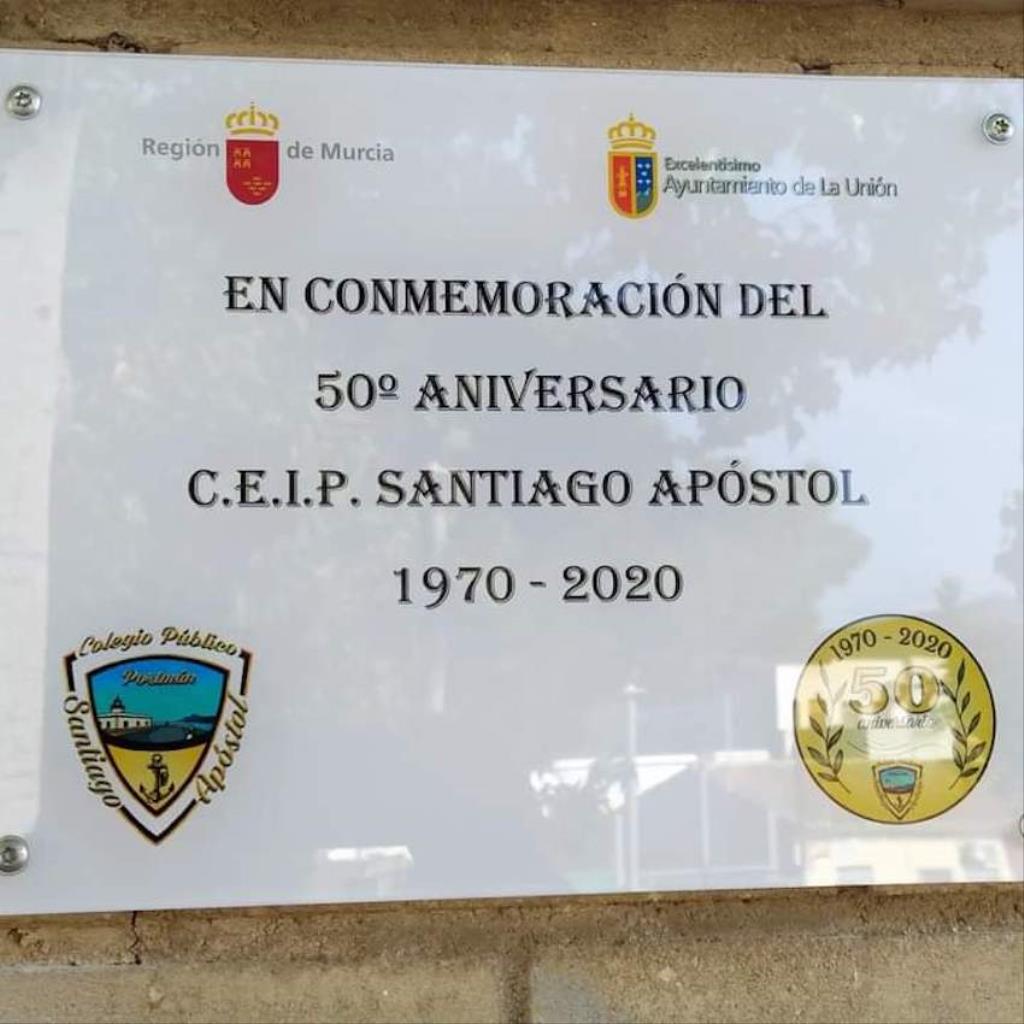 Región de Murcia
Excelentísimo
Ayuntamiento de La Unión
EN CONMEMORACIÓN DEL
50º ANIVERSARIO
C.E.I.P. SANTIAGO APÓSTOL
1970 - 2020
Colegio Público
Portmán
Santiago Apóstol
1970 - 2020
50
aniversario